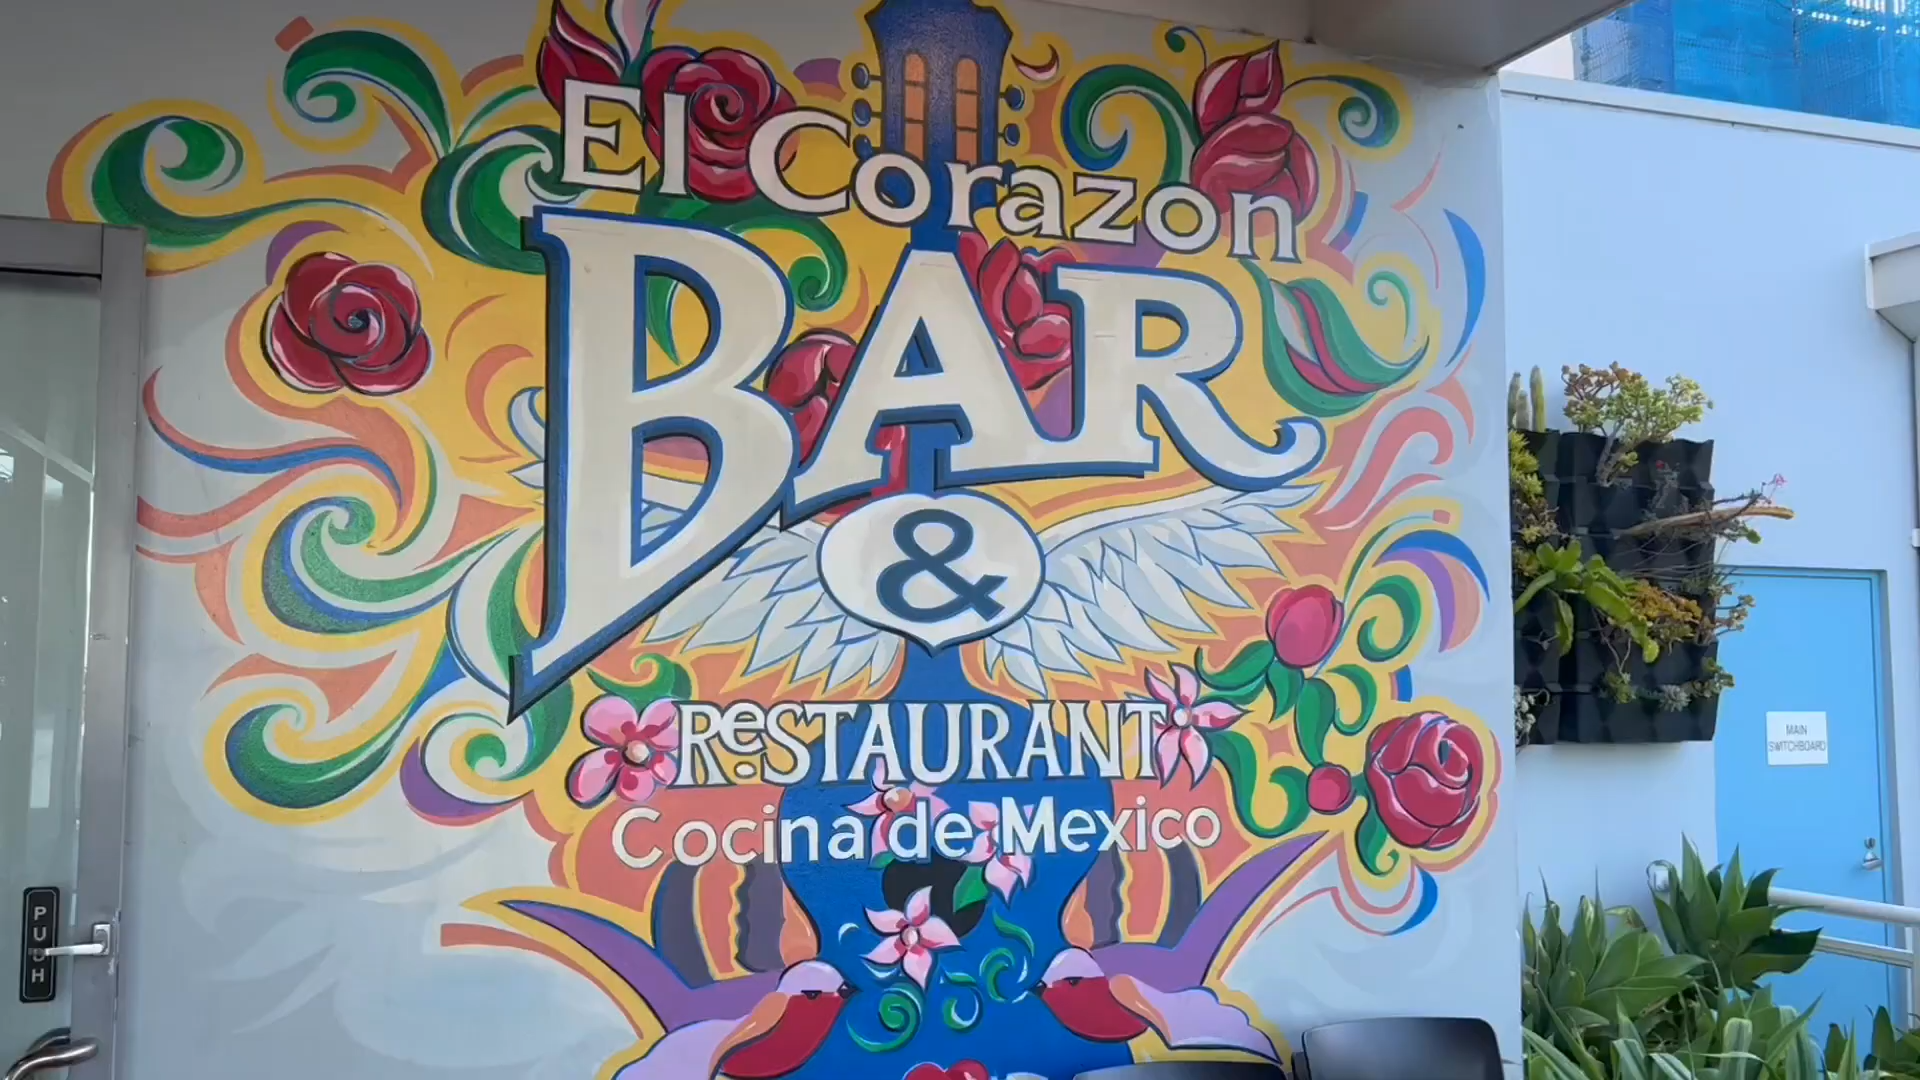 El Corazon
BAR
&
ReSTAURANT
Cocina de Mexico
PUSH
MAIN
SWITCHBOARD